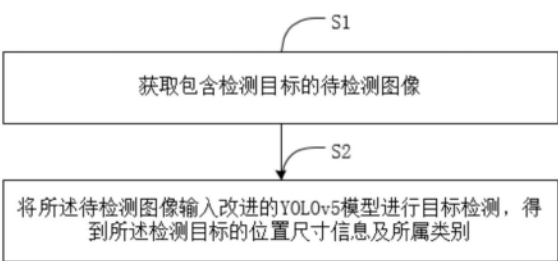 S1
获取包含检测目标的待检测图像
S2
将所述待检测图像输入改进的YOLOv5模型进行目标检测，得
到所述检测目标的位置尺寸信息及所属类别